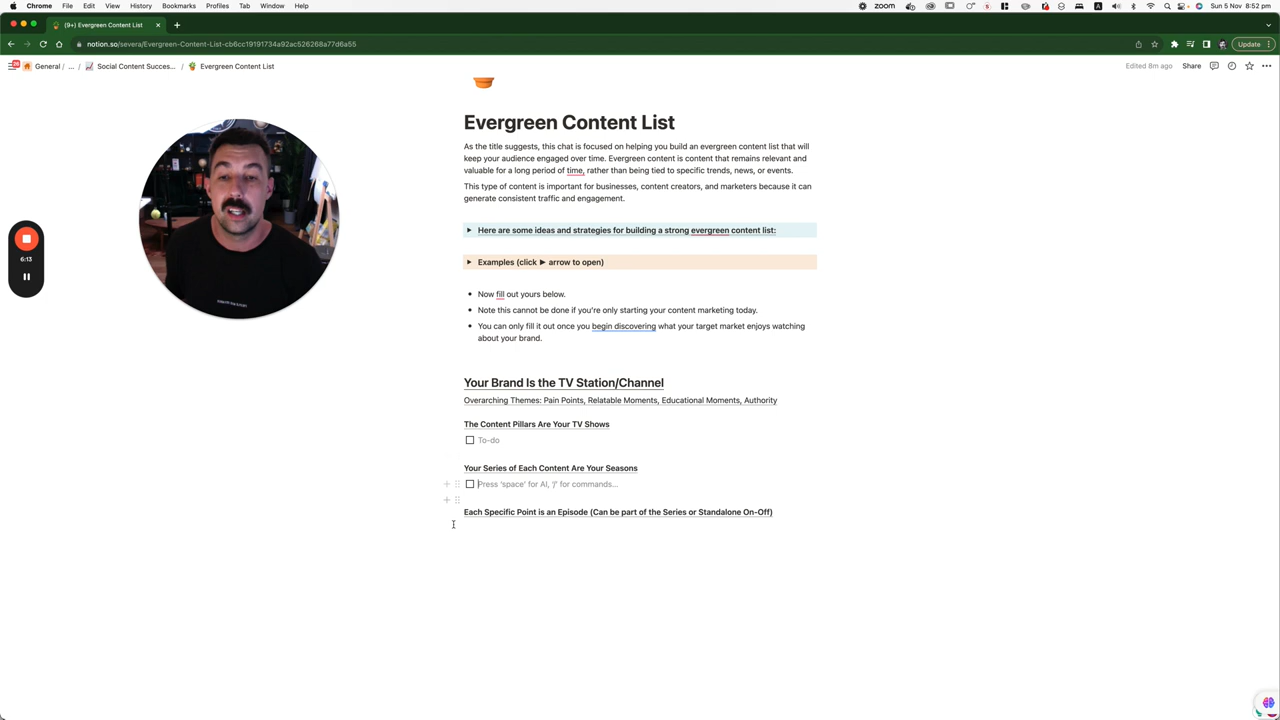 Chrome File Edit View History Bookmarks Profiles Tab Window Help
zoom
A
Sun 5 Nov 8:52 pm
(9+) Evergreen Content List
notion.so/severa/Evergreen-Content-List-cb6cc19191734a92ac526268a77d6a55
Update
General / ... / Social Content Succes... / Evergreen Content List
Edited 8m ago Share
Evergreen Content List
As the title suggests, this chat is focused on helping you build an evergreen content list that will
keep your audience engaged over time. Evergreen content is content that remains relevant and
valuable for a long period of time, rather than being tied to specific trends, news, or events.
This type of content is important for businesses, content creators, and marketers because it can
generate consistent traffic and engagement.
Here are some ideas and strategies for building a strong evergreen content list:
Examples (click ► arrow to open)
6:13
Now fill out yours below.
Note this cannot be done if you're only starting your content marketing today.
You can only fill it out once you begin discovering what your target market enjoys watching
about your brand.
Your Brand Is the TV Station/Channel
Overarching Themes: Pain Points, Relatable Moments, Educational Moments, Authority
The Content Pillars Are Your TV Shows
To-do
Your Series of Each Content Are Your Seasons
Press 'space' for AI, '/' for commands...
Each Specific Point is an Episode (Can be part of the Series or Standalone On-Off)